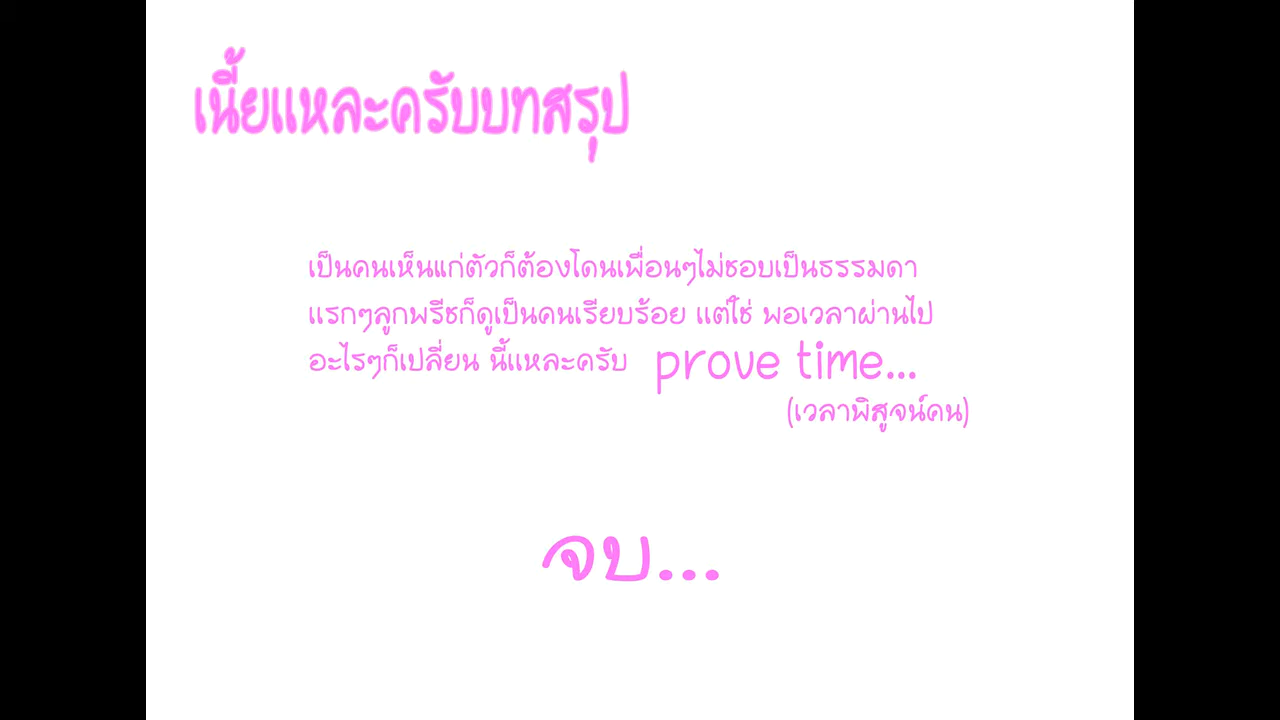 เนี้ยแหละครับบทสรุป
เป็นคนเห็นแก่ตัวก็ต้องโดนเพื่อนๆไม่ชอบเป็นธรรมดา
แรกๆลูกพรีชก็ดูเป็นคนเรียบร้อย แต่ใช่ พอเวลาผ่านไป
อะไรๆก็เปลี่ยน นี้แหละครับ prove time...
(เวลาพิสูจน์คน)
จบ...